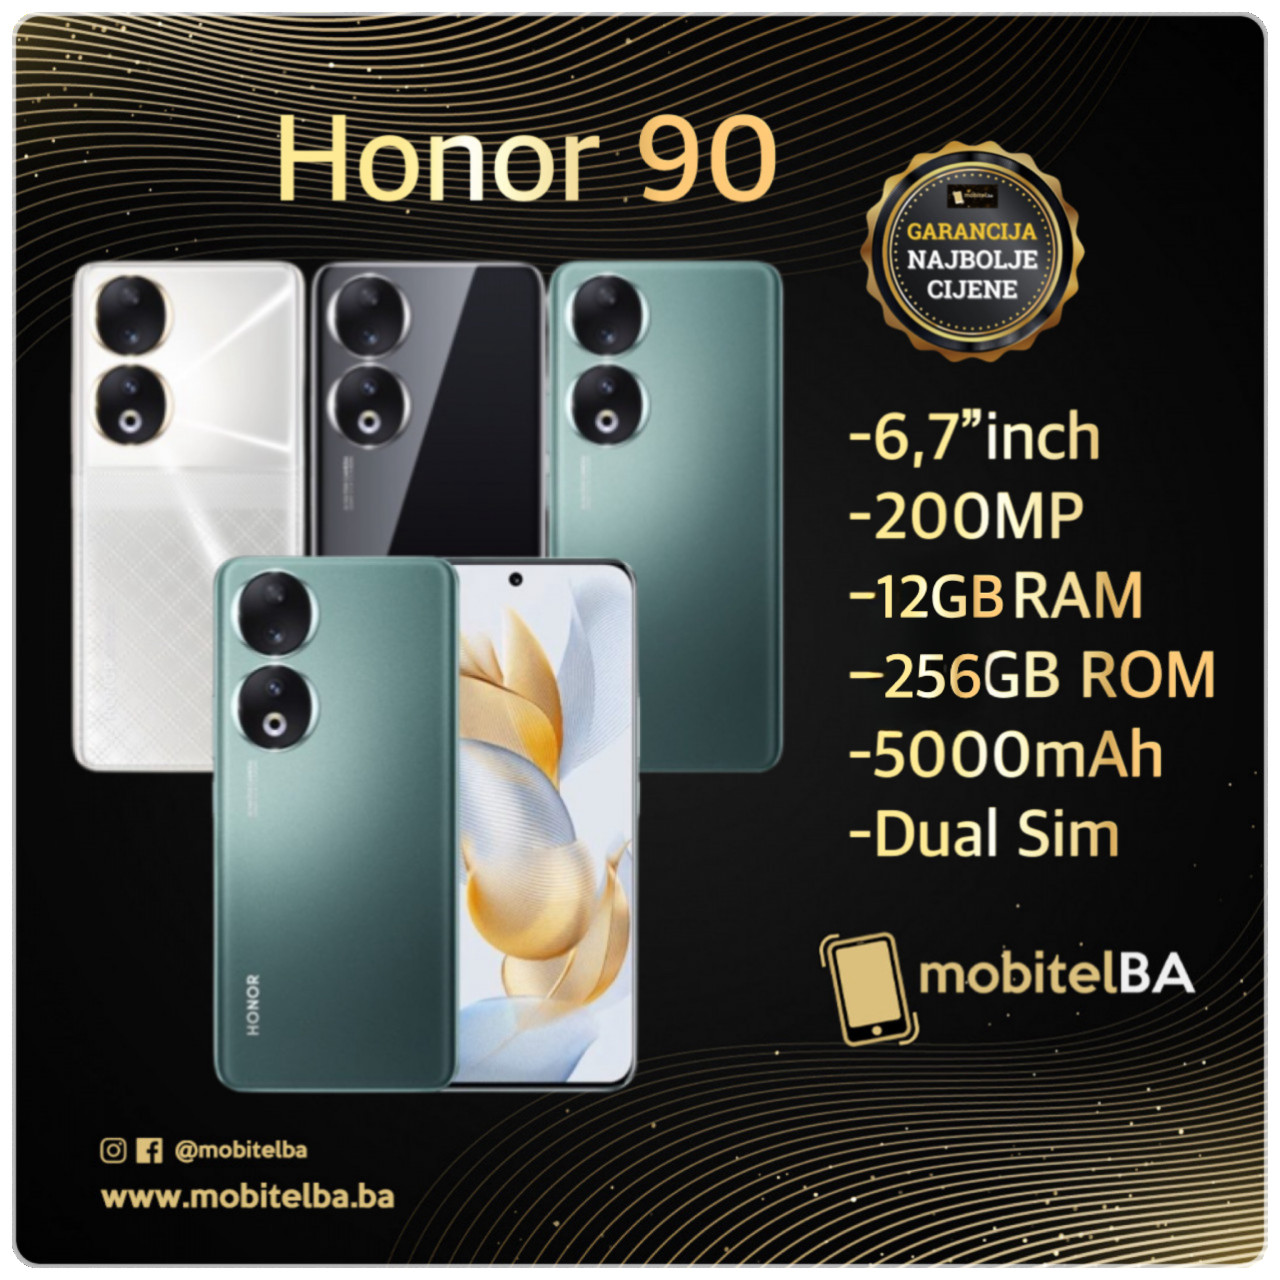 Honor 90
GARANCIJA
NAJBOLJE
CIJENE
-6,7”inch
-200MP
-12GB RAM
-256GB ROM
-5000mAh
-Dual Sim
mobitelBA
HONOR
@mobitelba
www.mobitelba.ba